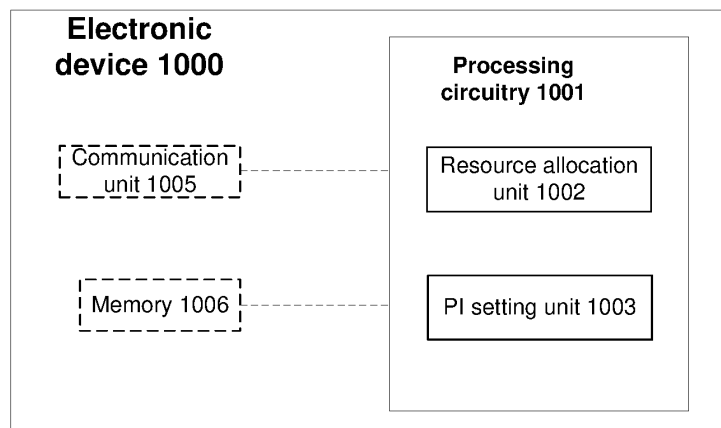 Electronic
device 1000
Processing
circuitry 1001
Communication
unit 1005
Resource allocation
unit 1002
Memory 1006
PI setting unit 1003